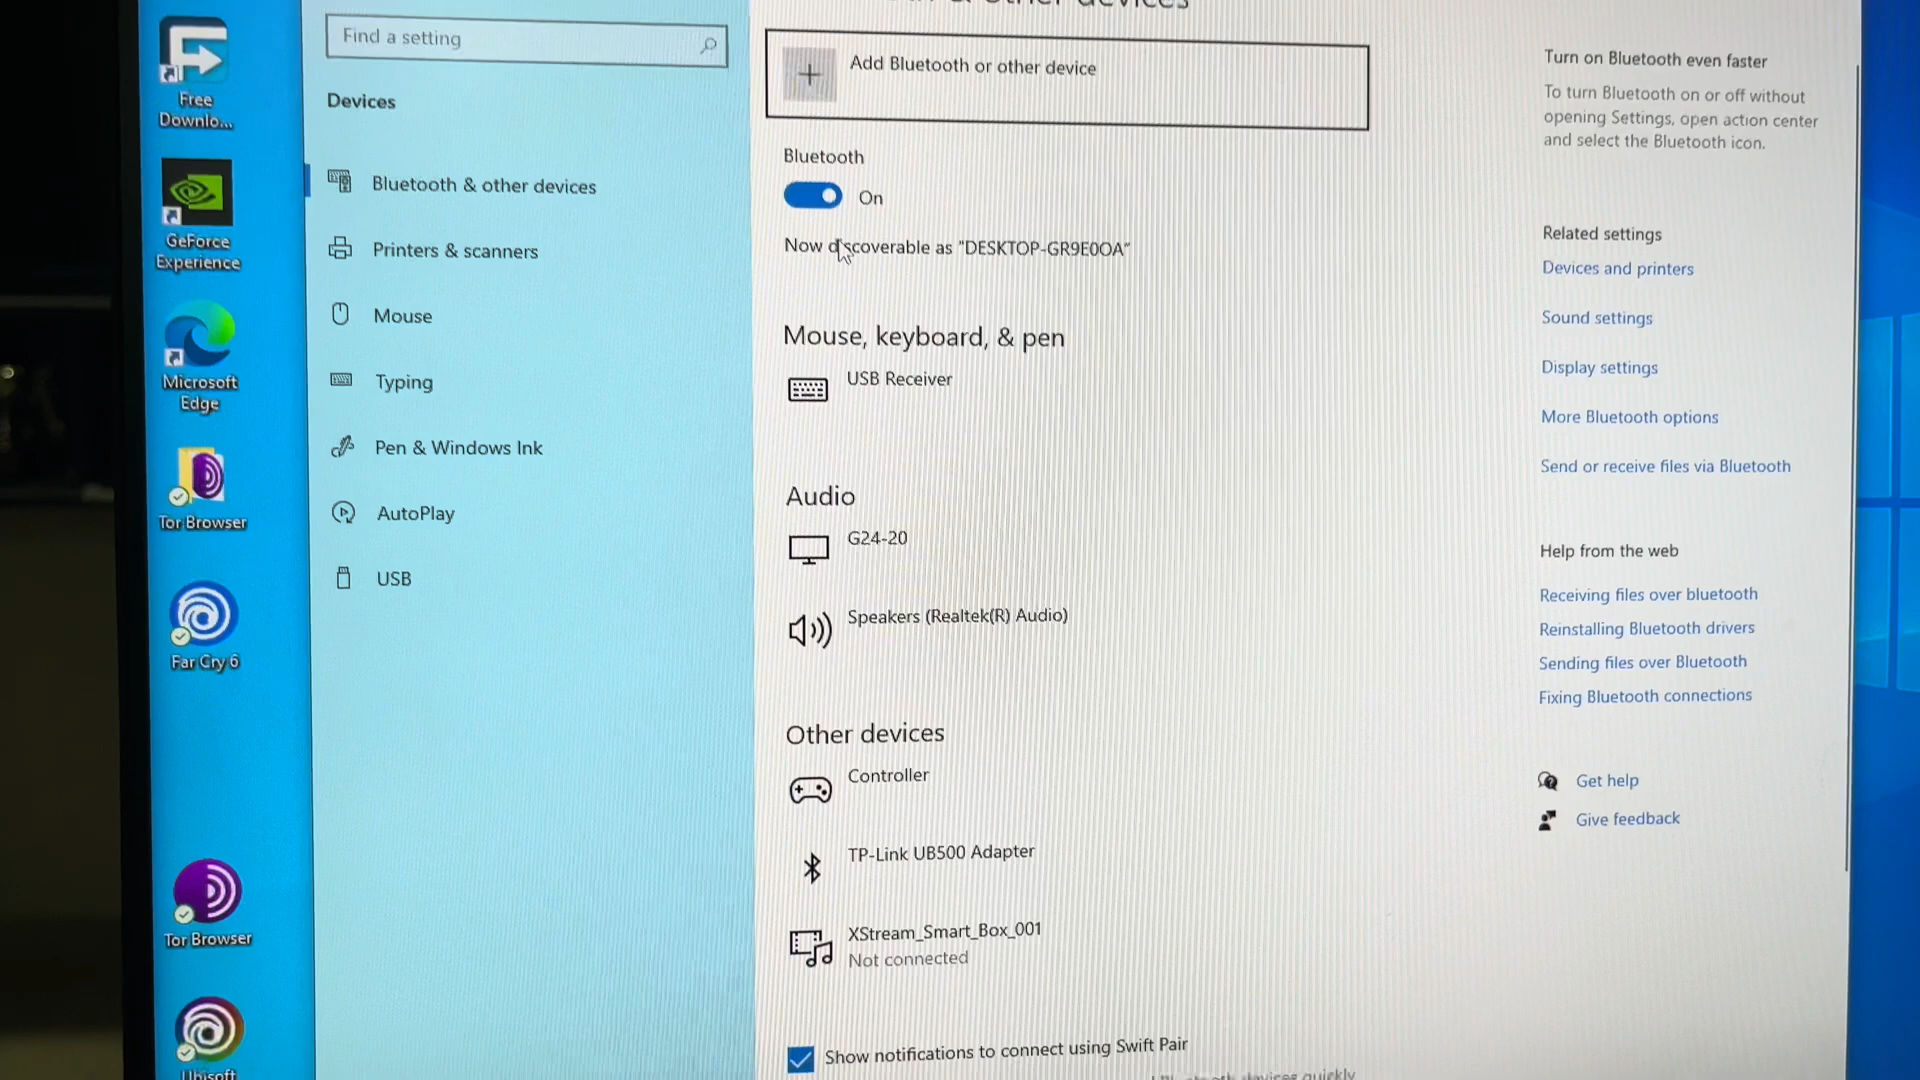 Free
Downlo...
GeForce
Experience
Microsoft
Edge
Tor Browser
Far Cry 6
Tor Browser
Ubisoft
Find a setting
Devices
Bluetooth & other devices
Printers & scanners
Mouse
Typing
Pen & Windows Ink
AutoPlay
USB
& other devices
Add Bluetooth or other device
Bluetooth
On
Now discoverable as "DESKTOP-GR9E0OA"
Mouse, keyboard, & pen
USB Receiver
Audio
G24-20
Speakers (Realtek(R) Audio)
Other devices
Controller
TP-Link UB500 Adapter
XStream_Smart_Box_001
Not connected
Show notifications to connect using Swift Pair
devices quickly
Turn on Bluetooth even faster
To turn Bluetooth on or off without
opening Settings, open action center
and select the Bluetooth icon.
Related settings
Devices and printers
Sound settings
Display settings
More Bluetooth options
Send or receive files via Bluetooth
Help from the web
Receiving files over bluetooth
Reinstalling Bluetooth drivers
Sending files over Bluetooth
Fixing Bluetooth connections
Get help
Give feedback